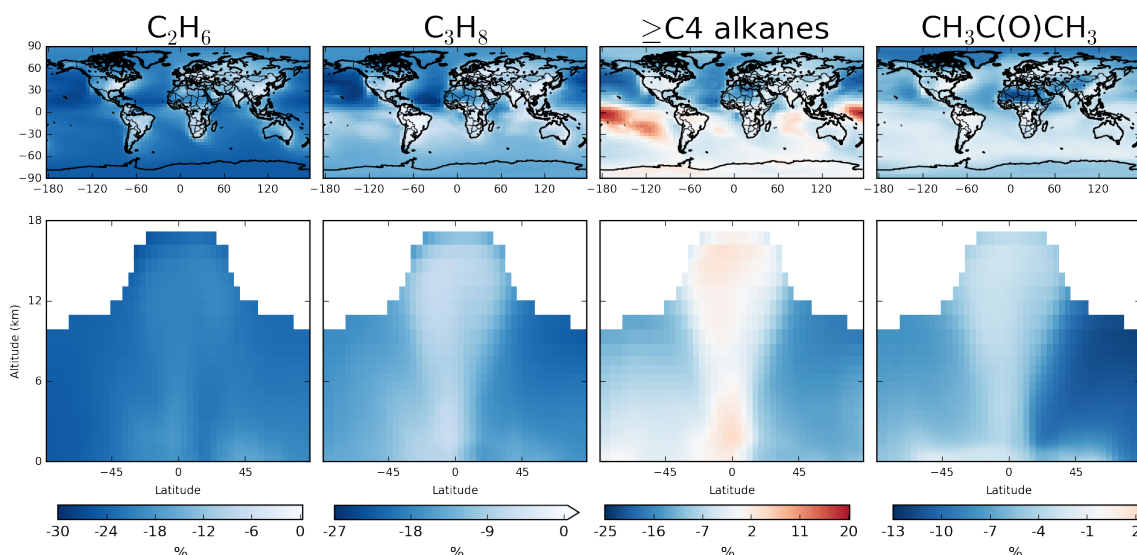 C₂H₆ C₃H₈ ≥C4 alkanes CH₃C(O)CH₃
90
60
30
0
−30
−60
−90
−180 −120 −60 0 60 120 −180 −120 −60 0 60 120 −180 −120 −60 0 60 120 −180 −120 −60 0 60 120
18
12
6
0
Altitude (km)
−45 0 45 −45 0 45 −45 0 45 −45 0 45
Latitude Latitude Latitude Latitude
-30 -24 -18 -12 -6 0 -27 -18 -9 0 -25 -16 -7 2 11 20 -13 -10 -7 -4 -1 2
% % % %